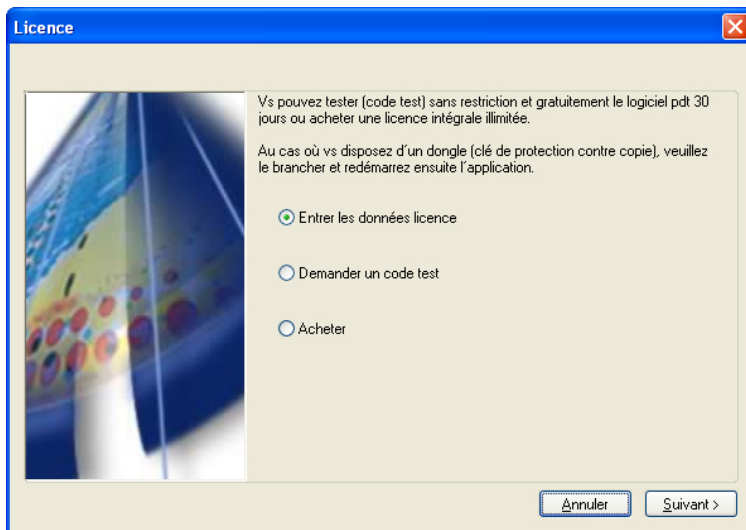 Licence
Vs pouvez tester (code test) sans restriction et gratuitement le logiciel pdt 30
jours ou acheter une licence intégrale illimitée.
Au cas où vs disposez d´un dongle (clé de protection contre copie), veuillez
le brancher et redémarrez ensuite l´application.
Entrer les données licence
Demander un code test
Acheter
Annuler
Suivant >